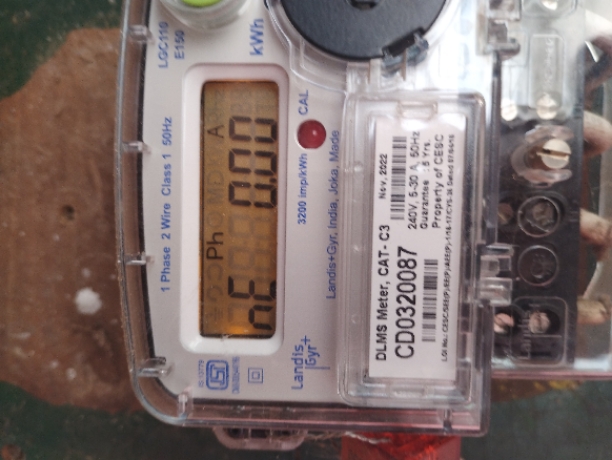 LGC110
E150
kWh
1 Phase 2 Wire Class 1 50Hz
Ph A
0.00
CAL
3200 imp/kWh
Landis+Gyr, India, Joka, Made
Landis
Gyr+
DLMS Meter, CAT- C3
Nov, 2022
CD0320087
240V, 5-30 A, 50Hz
Guarantee : 5 Yrs.
Property of CESC